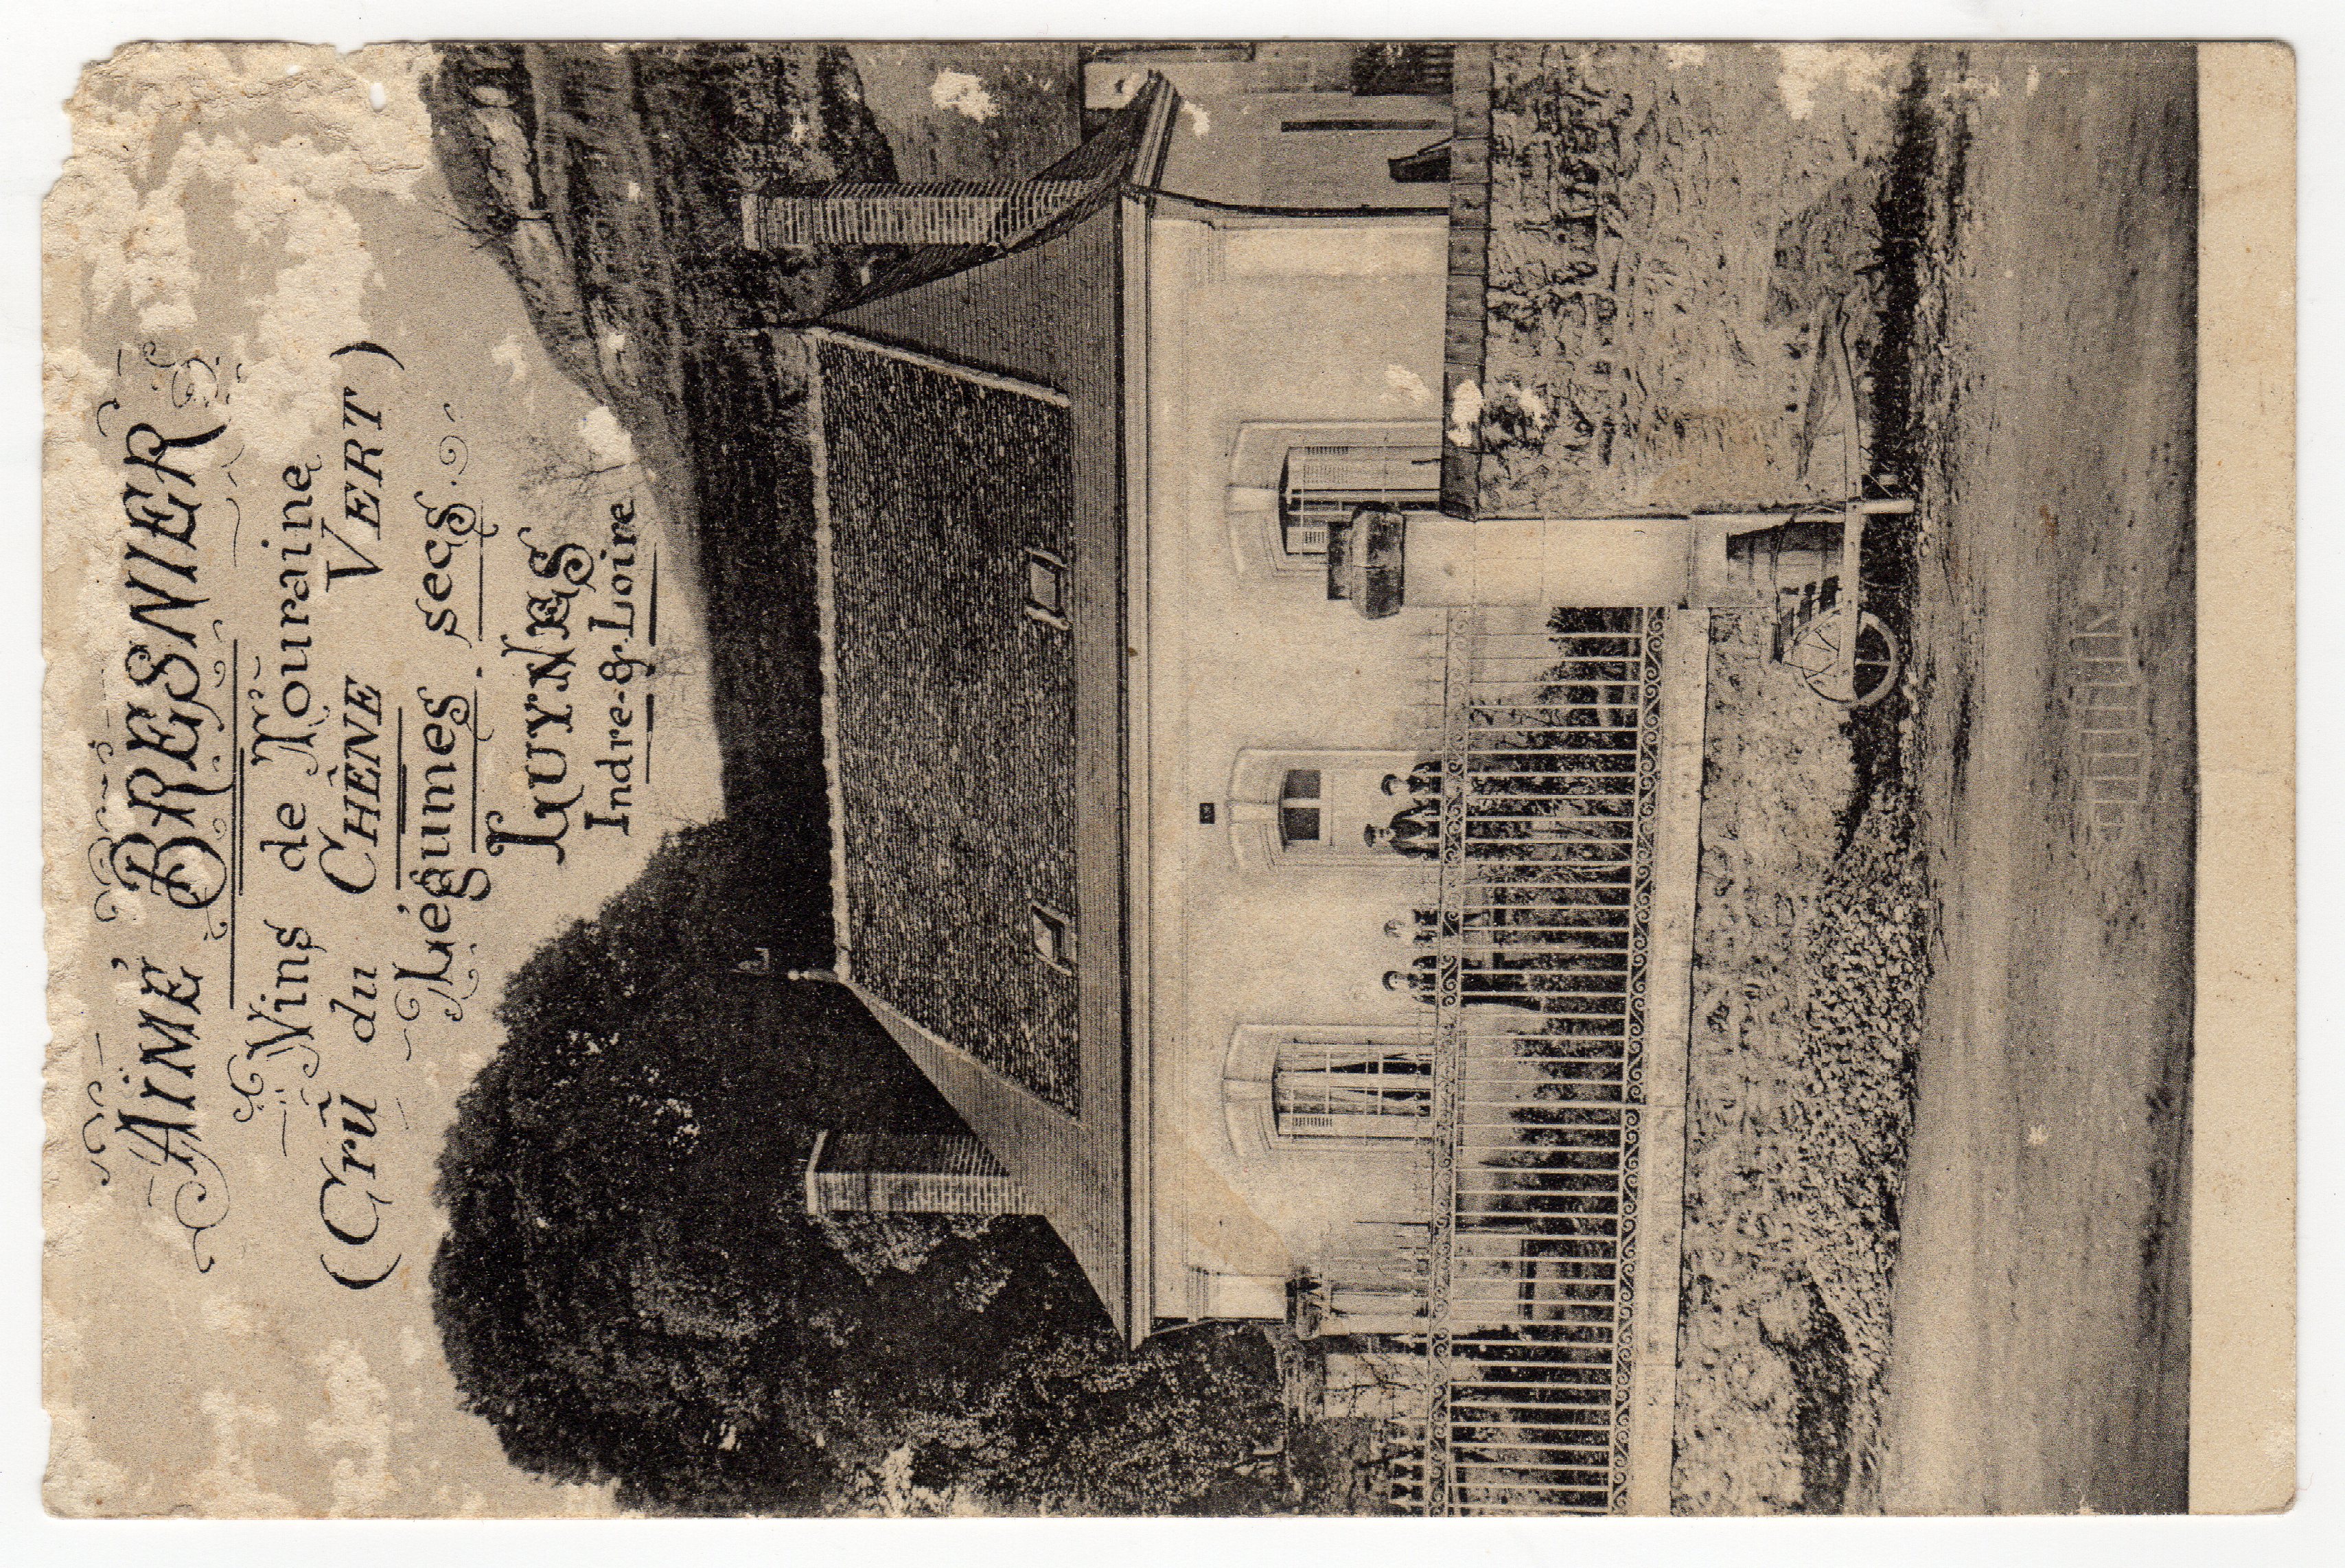 AIMÉ BRESNIER
Vins de Touraine
(Crû du CHÊNE VERT)
Légumes secs.
LUYNES
Indre-&-Loire